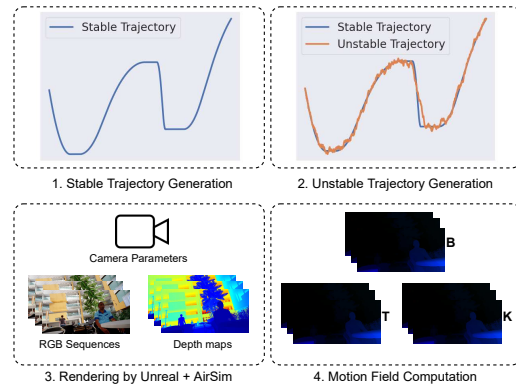 Stable Trajectory
1. Stable Trajectory Generation
Stable Trajectory
Unstable Trajectory
2. Unstable Trajectory Generation
Camera Parameters
RGB Sequences
Depth maps
3. Rendering by Unreal + AirSim
B
T
K
4. Motion Field Computation